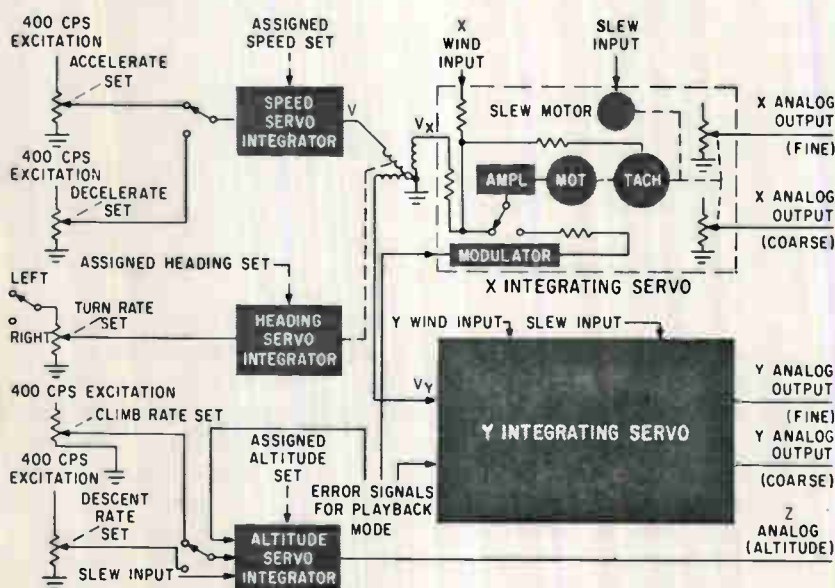 400 CPS
EXCITATION
ACCELERATE
SET
400 CPS
EXCITATION
DECELERATE
SET
ASSIGNED
SPEED SET
SPEED
SERVO
INTEGRATOR
V
VX
X
WIND
INPUT
SLEW
INPUT
SLEW MOTOR
AMPL
MOT
TACH
MODULATOR
X INTEGRATING SERVO
X ANALOG
OUTPUT
(FINE)
X ANALOG
OUTPUT
(COARSE)
ASSIGNED HEADING SET
LEFT
RIGHT
TURN RATE
SET
HEADING
SERVO
INTEGRATOR
Y WIND INPUT
SLEW INPUT
VY
Y INTEGRATING SERVO
Y ANALOG
OUTPUT
(FINE)
Y ANALOG
OUTPUT
(COARSE)
400 CPS EXCITATION
CLIMB RATE SET
400 CPS
EXCITATION
DESCENT
RATE
SET
SLEW INPUT
ASSIGNED
ALTITUDE
SET
ERROR SIGNALS
FOR PLAYBACK
MODE
ALTITUDE
SERVO
INTEGRATOR
Z
ANALOG
(ALTITUDE)